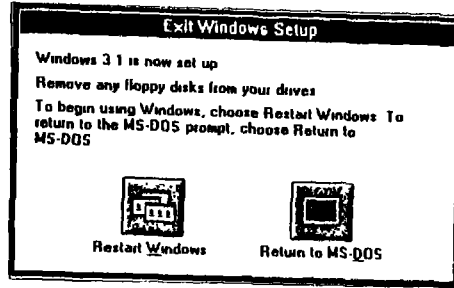 Exit Windows Setup
Windows 3 1 is now set up
Remove any floppy disks from your drives
To begin using Windows, choose Restart Windows To
return to the MS-DOS prompt, choose Return to
MS-DOS
Restart Windows
Return to MS-DOS